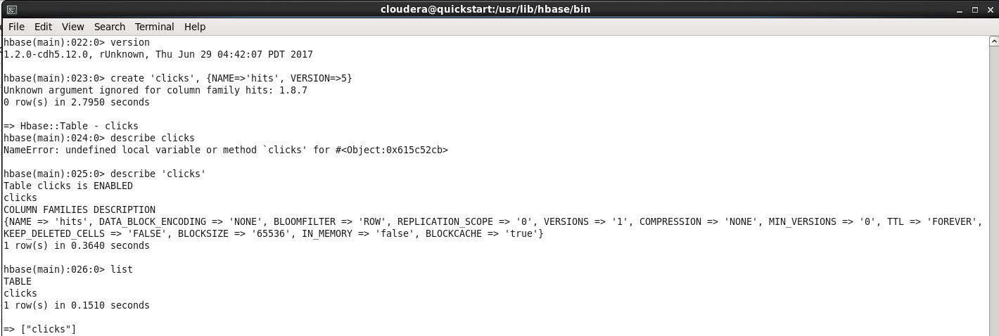 cloudera@quickstart:/usr/lib/hbase/bin
File Edit View Search Terminal Help
hbase(main):022:0> version
1.2.0-cdh5.12.0, rUnknown, Thu Jun 29 04:42:07 PDT 2017
hbase(main):023:0> create 'clicks', {NAME=>'hits', VERSION=>5}
Unknown argument ignored for column family hits: 1.8.7
0 row(s) in 2.7950 seconds
=> Hbase::Table - clicks
hbase(main):024:0> describe clicks
NameError: undefined local variable or method `clicks' for #<Object:0x615c52cb>
hbase(main):025:0> describe 'clicks'
Table clicks is ENABLED
clicks
COLUMN FAMILIES DESCRIPTION
{NAME => 'hits', DATA_BLOCK_ENCODING => 'NONE', BLOOMFILTER => 'ROW', REPLICATION_SCOPE => '0', VERSIONS => '1', COMPRESSION => 'NONE', MIN_VERSIONS => '0', TTL => 'FOREVER',
KEEP_DELETED_CELLS => 'FALSE', BLOCKSIZE => '65536', IN_MEMORY => 'false', BLOCKCACHE => 'true'}
1 row(s) in 0.3640 seconds
hbase(main):026:0> list
TABLE
clicks
1 row(s) in 0.1510 seconds
=> ["clicks"]